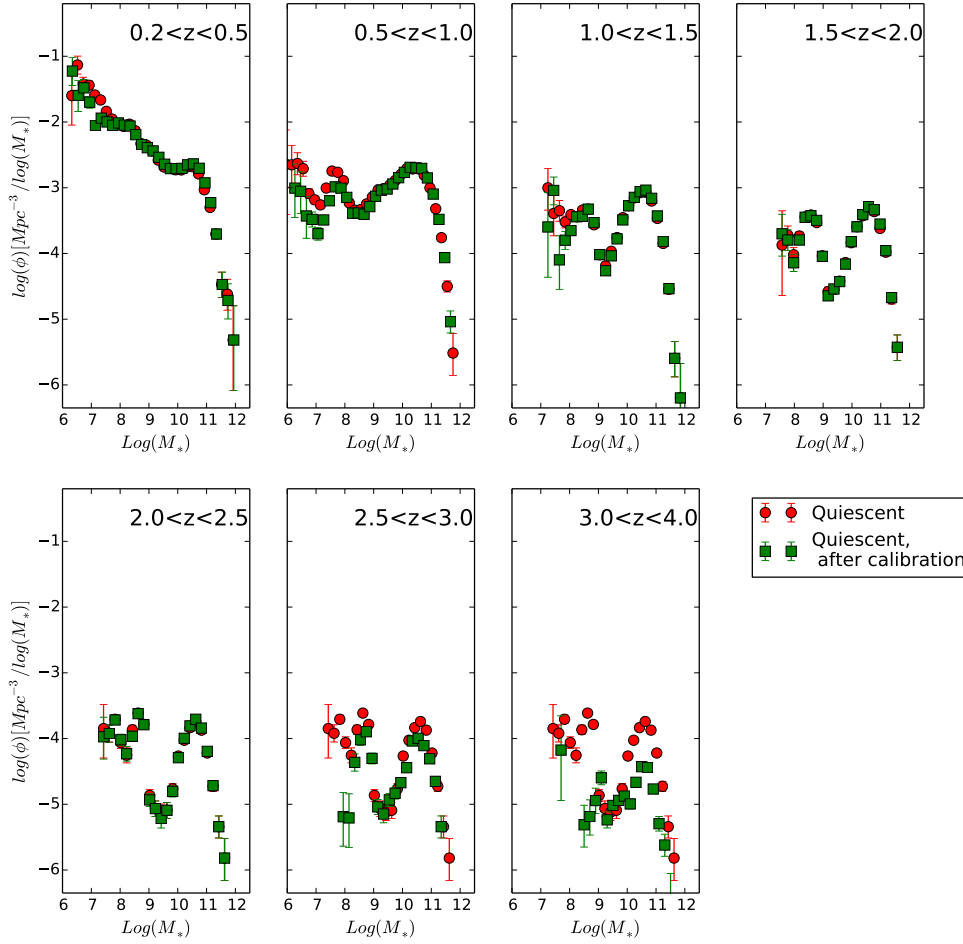 0.2<z<0.5
0.5<z<1.0
1.0<z<1.5
1.5<z<2.0
−1
−2
−3
−4
−5
−6
log(ϕ)[Mpc⁻³/log(M*)]
6 7 8 9 10 11 12
6 7 8 9 10 11 12
6 7 8 9 10 11 12
6 7 8 9 10 11 12
Log(M*)
Log(M*)
Log(M*)
Log(M*)
2.0<z<2.5
2.5<z<3.0
3.0<z<4.0
Quiescent
Quiescent,
after calibration
−1
−2
−3
−4
−5
−6
log(ϕ)[Mpc⁻³/log(M*)]
6 7 8 9 10 11 12
6 7 8 9 10 11 12
6 7 8 9 10 11 12
Log(M*)
Log(M*)
Log(M*)